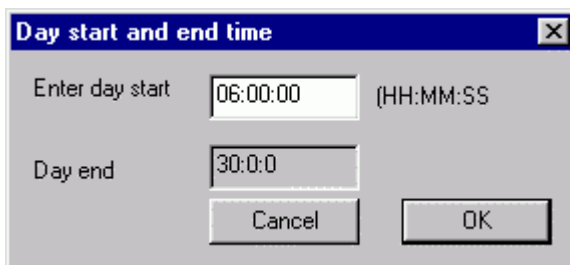 Day start and end time
Enter day start 06:00:00 (HH:MM:SS
Day end 30:0:0
Cancel OK